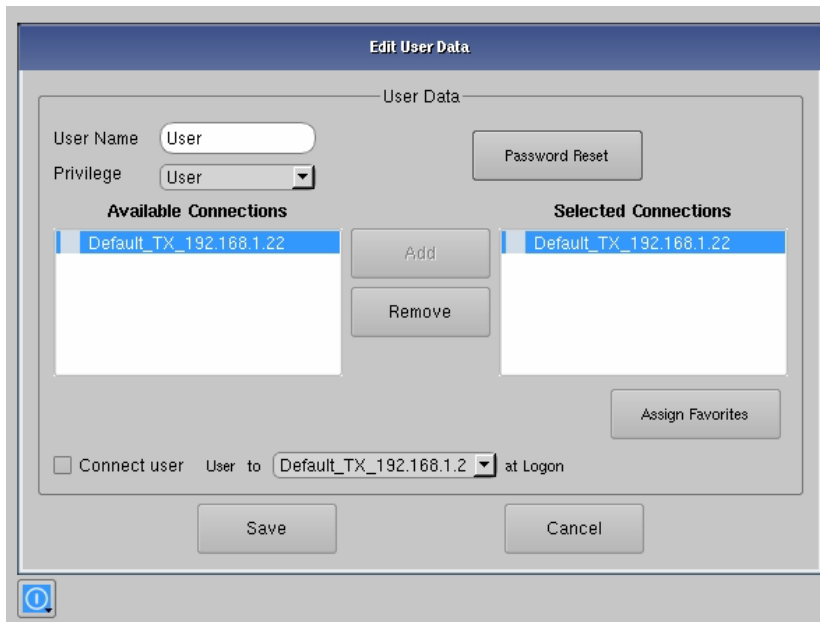 Edit User Data
User Data
User Name User
Password Reset
Privilege User
Available Connections Selected Connections
Default_TX_192.168.1.22 Add Default_TX_192.168.1.22
Remove
Assign Favorites
Connect user User to Default_TX_192.168.1.2 at Logon
Save Cancel